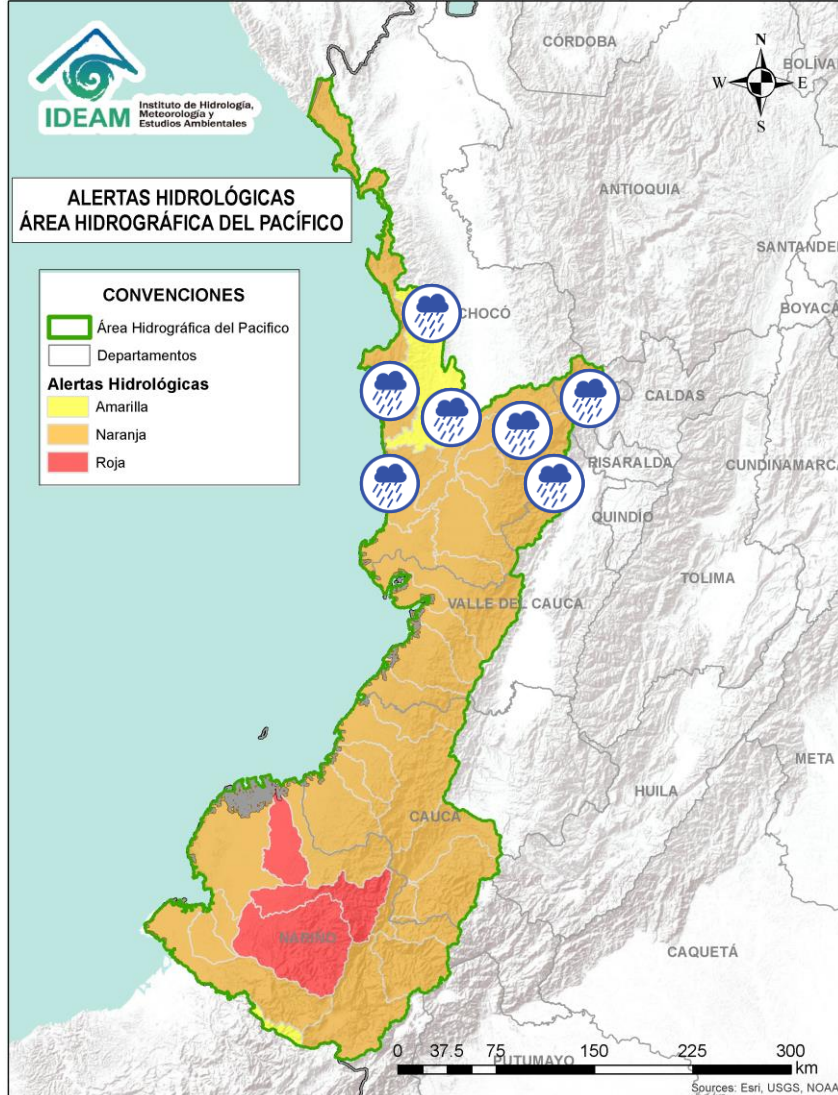 IDEAM
Instituto de Hidrología,
Meteorología y
Estudios Ambientales
ALERTAS HIDROLÓGICAS
ÁREA HIDROGRÁFICA DEL PACÍFICO
CONVENCIONES
Área Hidrográfica del Pacifico
Departamentos
Alertas Hidrológicas
Amarilla
Naranja
Roja
N
W
E
S
CÓRDOBA
BOLÍVA
ANTIOQUIA
SANTANDER
BOYACÁ
CHOCÓ
CALDAS
RISARALDA
CUNDINAMARCA
QUINDÍO
TOLIMA
VALLE DEL CAUCA
META
HUILA
CAUCA
NARIÑO
CAQUETÁ
PUTUMAYO
0 37.5 75 150 225 300
km
Sources: Esri, USGS, NOAA